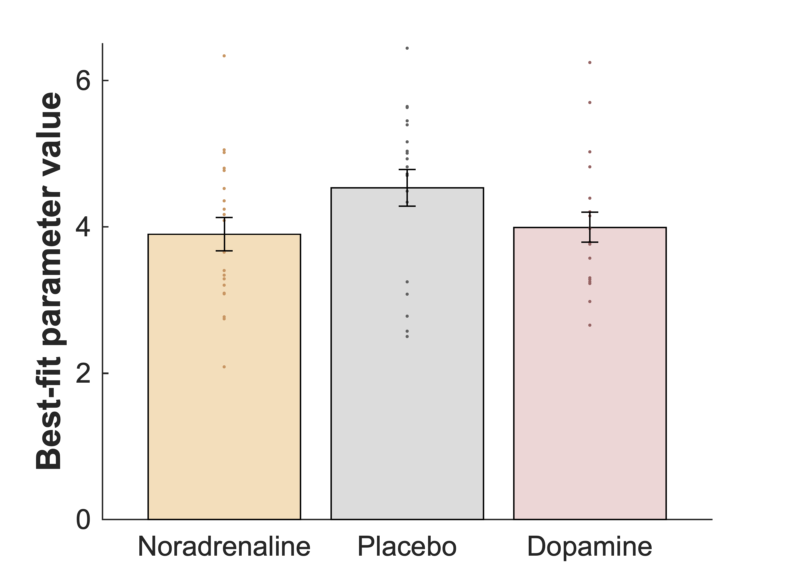 Best-fit parameter value
6
4
2
0
Noradrenaline
Placebo
Dopamine